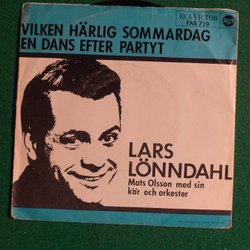 RCA VICTOR
FAS 719
VILKEN HÄRLIG SOMMARDAG
EN DANS EFTER PARTYT
LARS
LÖNNDAHL
Mats Olsson med sin
kör och orkester